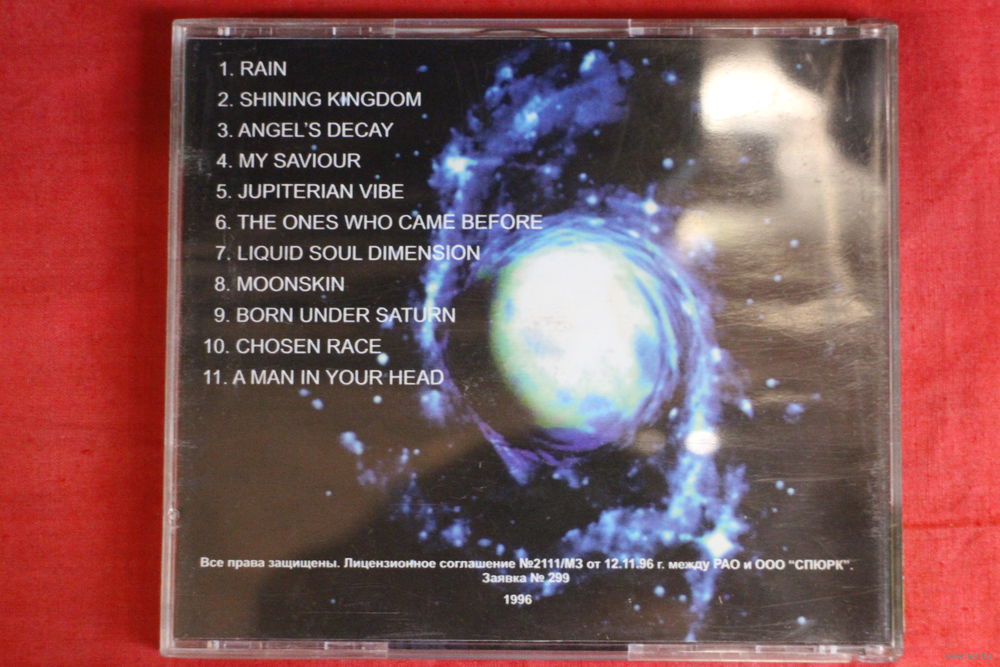 1. RAIN
2. SHINING KINGDOM
3. ANGEL'S DECAY
4. MY SAVIOUR
5. JUPITERIAN VIBE
6. THE ONES WHO CAME BEFORE
7. LIQUID SOUL DIMENSION
8. MOONSKIN
9. BORN UNDER SATURN
10. CHOSEN RACE
11. A MAN IN YOUR HEAD
Все права защищены. Лицензионное соглашение №2111/МЗ от 12.11.96 г. между РАО и ООО "СПЮРК".
Заявка № 299
1996